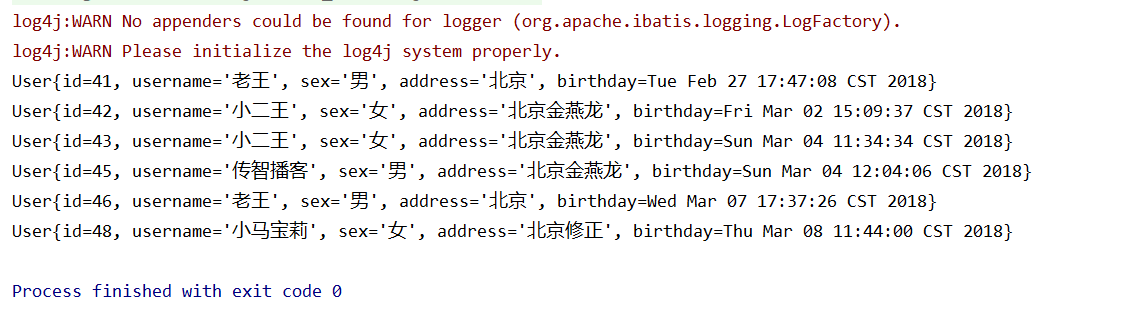 log4j:WARN No appenders could be found for logger (org.apache.ibatis.logging.LogFactory).
log4j:WARN Please initialize the log4j system properly.
User{id=41, username='老王', sex='男', address='北京', birthday=Tue Feb 27 17:47:08 CST 2018}
User{id=42, username='小二王', sex='女', address='北京金燕龙', birthday=Fri Mar 02 15:09:37 CST 2018}
User{id=43, username='小二王', sex='女', address='北京金燕龙', birthday=Sun Mar 04 11:34:34 CST 2018}
User{id=45, username='传智播客', sex='男', address='北京金燕龙', birthday=Sun Mar 04 12:04:06 CST 2018}
User{id=46, username='老王', sex='男', address='北京', birthday=Wed Mar 07 17:37:26 CST 2018}
User{id=48, username='小马宝莉', sex='女', address='北京修正', birthday=Thu Mar 08 11:44:00 CST 2018}
Process finished with exit code 0